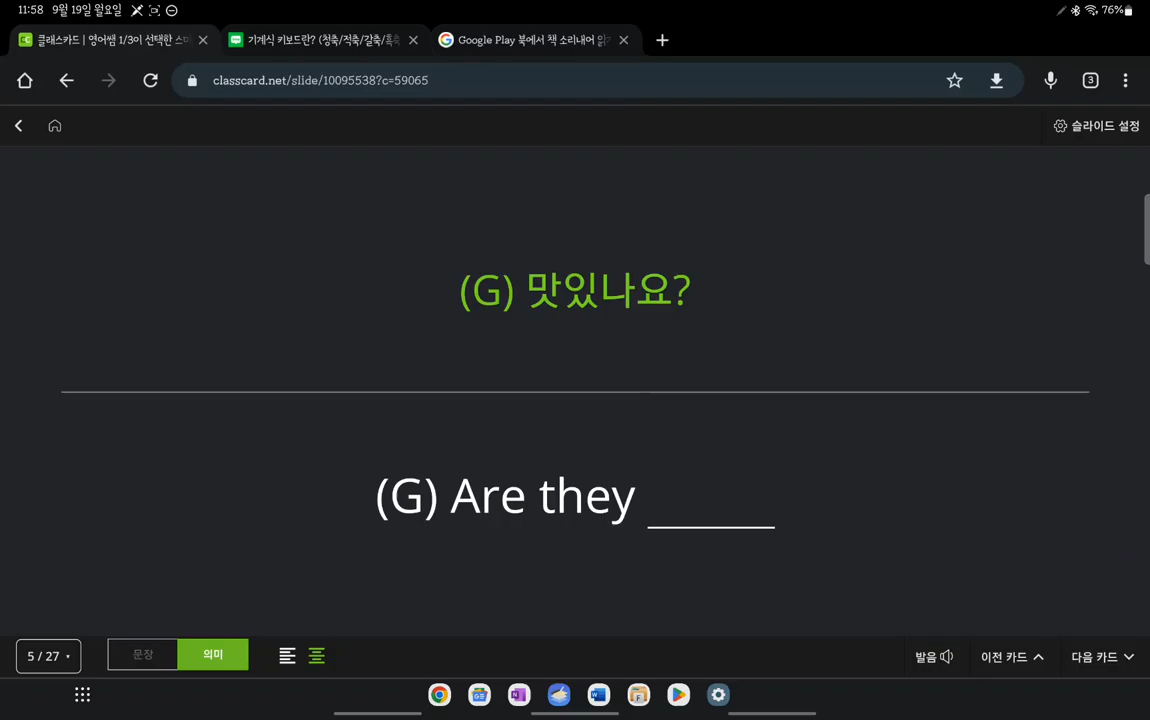 11:58 9월 19일 월요일
76%
클래스카드 | 영어쌤 1/3이 선택한 스마
기계식 키보드란? (청축/적축/갈축/흑축
Google Play 북에서 책 소리내어 읽기
classcard.net/slide/10095538?c=59065
3
슬라이드 설정
(G) 맛있나요?
(G) Are they ______
5 / 27
문장
의미
발음
이전 카드
다음 카드